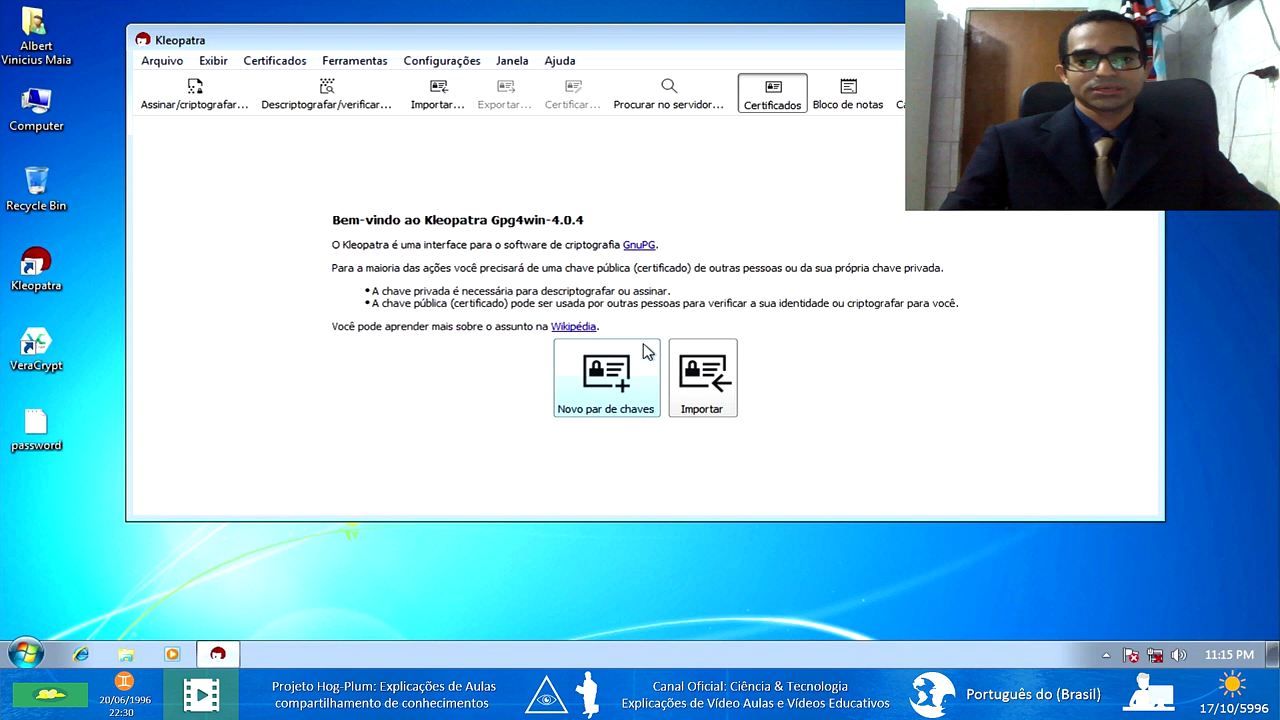 Albert
Vinicius Maia
Computer
Recycle Bin
Kleopatra
VeraCrypt
password
Kleopatra
Arquivo Exibir Certificados Ferramentas Configurações Janela Ajuda
Assinar/criptografar... Descriptografar/verificar... Importar... Exportar... Certificar... Procurar no servidor... Certificados Bloco de notas
Bem-vindo ao Kleopatra Gpg4win-4.0.4
O Kleopatra é uma interface para o software de criptografia GnuPG.
Para a maioria das ações você precisará de uma chave pública (certificado) de outras pessoas ou da sua própria chave privada.
• A chave privada é necessária para descriptografar ou assinar.
• A chave pública (certificado) pode ser usada por outras pessoas para verificar a sua identidade ou criptografar para você.
Você pode aprender mais sobre o assunto na Wikipédia.
Novo par de chaves Importar
11:15 PM
20/06/1996
22:30
Projeto Hog-Plum: Explicações de Aulas
compartilhamento de conhecimentos
Canal Oficial: Ciência & Tecnologia
Explicações de Vídeo Aulas e Vídeos Educativos
Português do (Brasil)
17/10/5996